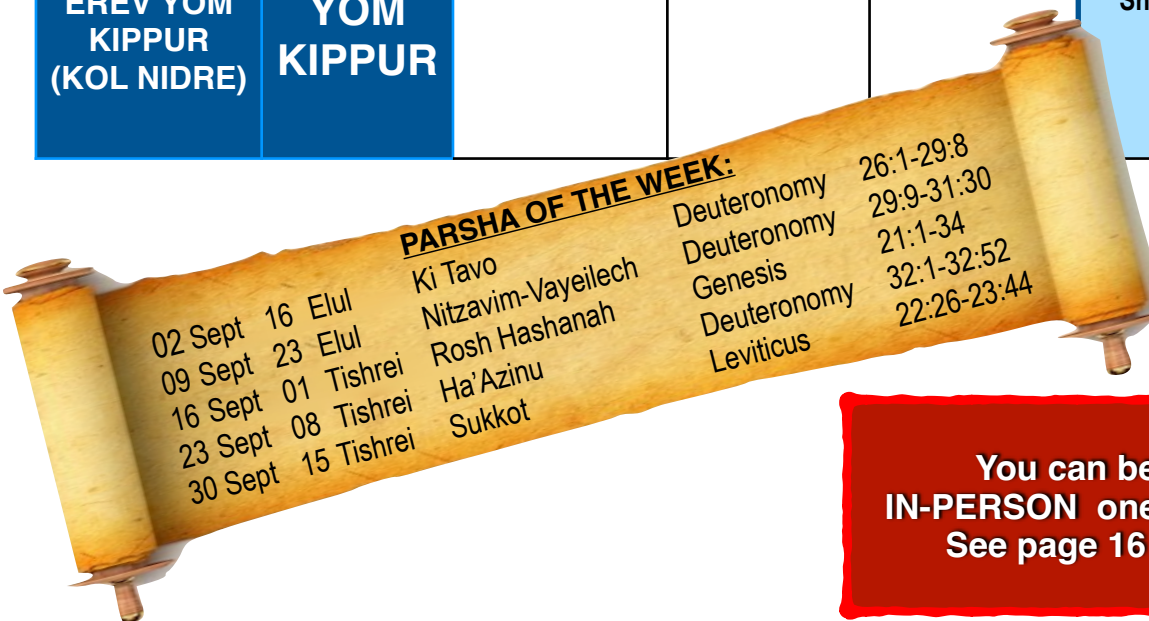 EREV YOM
KIPPUR
(KOL NIDRE)
YOM
KIPPUR
PARSHA OF THE WEEK:
02 Sept 16 Elul Ki Tavo Deuteronomy 26:1-29:8
09 Sept 23 Elul Nitzavim-Vayeilech Deuteronomy 29:9-31:30
16 Sept 01 Tishrei Rosh Hashanah Genesis 21:1-34
23 Sept 08 Tishrei Ha’Azinu Deuteronomy 32:1-32:52
30 Sept 15 Tishrei Sukkot Leviticus 22:26-23:44
You can be
IN-PERSON one
See page 16